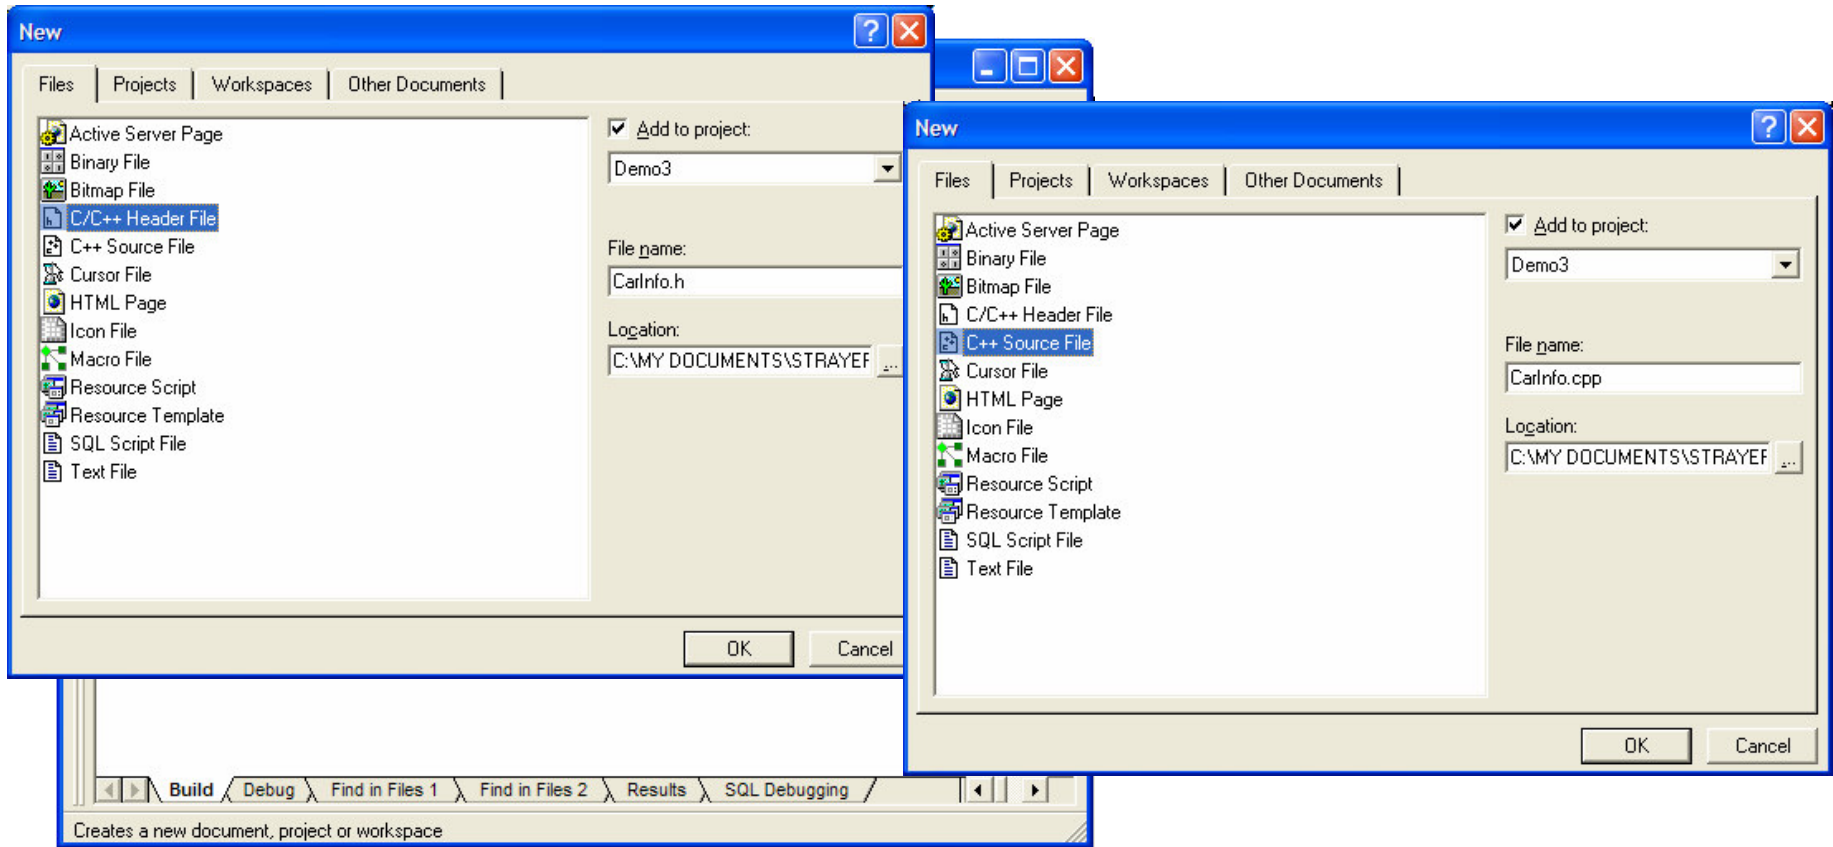 New
Files Projects Workspaces Other Documents
Active Server Page
Binary File
Bitmap File
C/C++ Header File
C++ Source File
Cursor File
HTML Page
Icon File
Macro File
Resource Script
Resource Template
SQL Script File
Text File
Add to project:
Demo3
File name:
CarInfo.h
Location:
C:\MY DOCUMENTS\STRAYER
...
OK Cancel
New
Files Projects Workspaces Other Documents
Active Server Page
Binary File
Bitmap File
C/C++ Header File
C++ Source File
Cursor File
HTML Page
Icon File
Macro File
Resource Script
Resource Template
SQL Script File
Text File
Add to project:
Demo3
File name:
CarInfo.cpp
Location:
C:\MY DOCUMENTS\STRAYER
...
OK Cancel
Build Debug Find in Files 1 Find in Files 2 Results SQL Debugging
Creates a new document, project or workspace